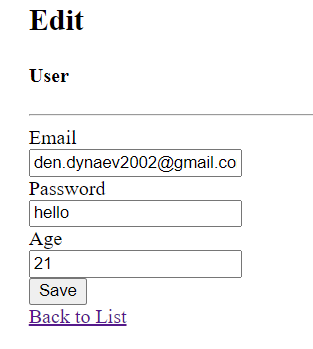 Edit
User
Email
den.dynaev2002@gmail.co
Password
hello
Age
21
Save
Back to List